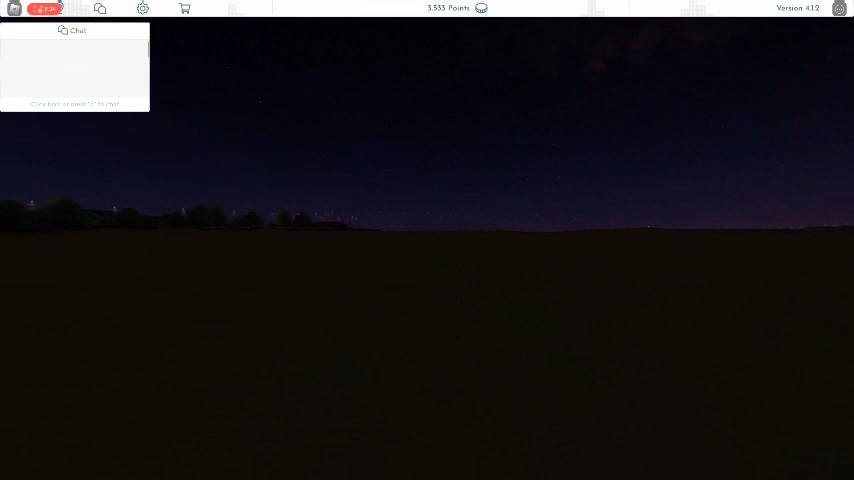 3,533 Points
Version 4.1.2
Chat
Click here or press "/" to chat